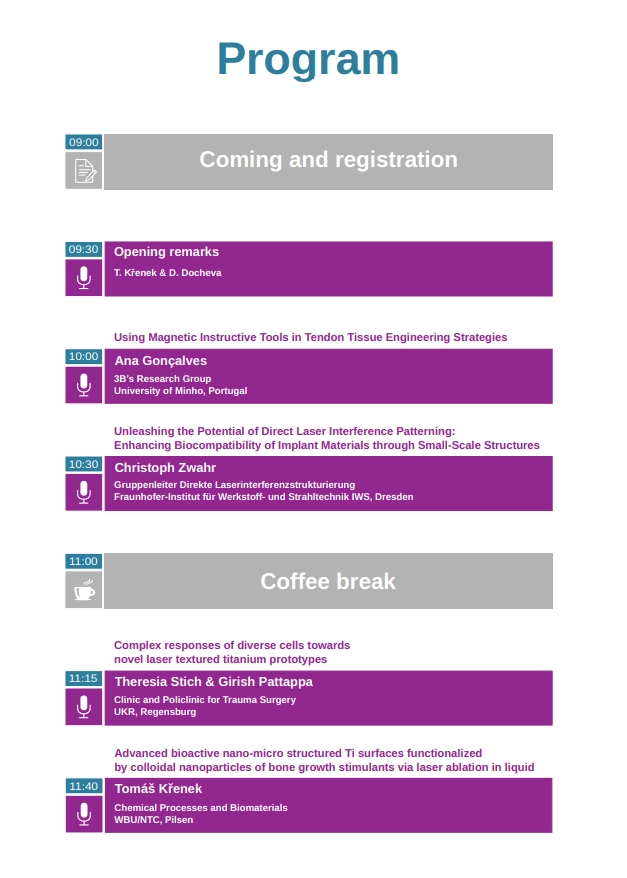 Program
09:00
Coming and registration
09:30
Opening remarks
T. Křenek & D. Docheva
Using Magnetic Instructive Tools in Tendon Tissue Engineering Strategies
10:00
Ana Gonçalves
3B's Research Group
University of Minho, Portugal
Unleashing the Potential of Direct Laser Interference Patterning:
Enhancing Biocompatibility of Implant Materials through Small-Scale Structures
10:30
Christoph Zwahr
Gruppenleiter Direkte Laserinterferenzstrukturierung
Fraunhofer-Institut für Werkstoff- und Strahltechnik IWS, Dresden
11:00
Coffee break
Complex responses of diverse cells towards
novel laser textured titanium prototypes
11:15
Theresia Stich & Girish Pattappa
Clinic and Policlinic for Trauma Surgery
UKR, Regensburg
Advanced bioactive nano-micro structured Ti surfaces functionalized
by colloidal nanoparticles of bone growth stimulants via laser ablation in liquid
11:40
Tomáš Křenek
Chemical Processes and Biomaterials
WBU/NTC, Pilsen